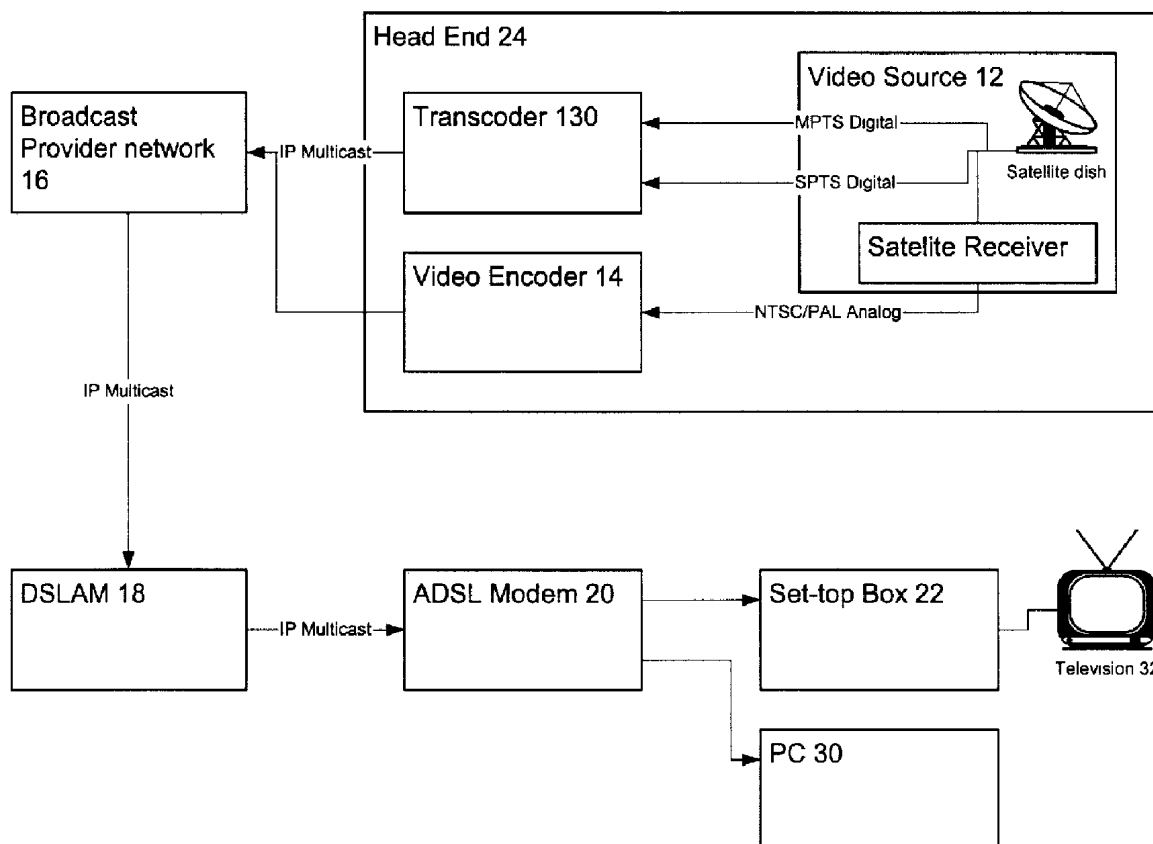 Head End 24
Video Source 12
Broadcast
Provider network
16
Transcoder 130
IP Multicast
MPTS Digital
SPTS Digital
Satellite dish
Satelite Receiver
Video Encoder 14
NTSC/PAL Analog
IP Multicast
DSLAM 18
IP Multicast
ADSL Modem 20
Set-top Box 22
Television 32
PC 30